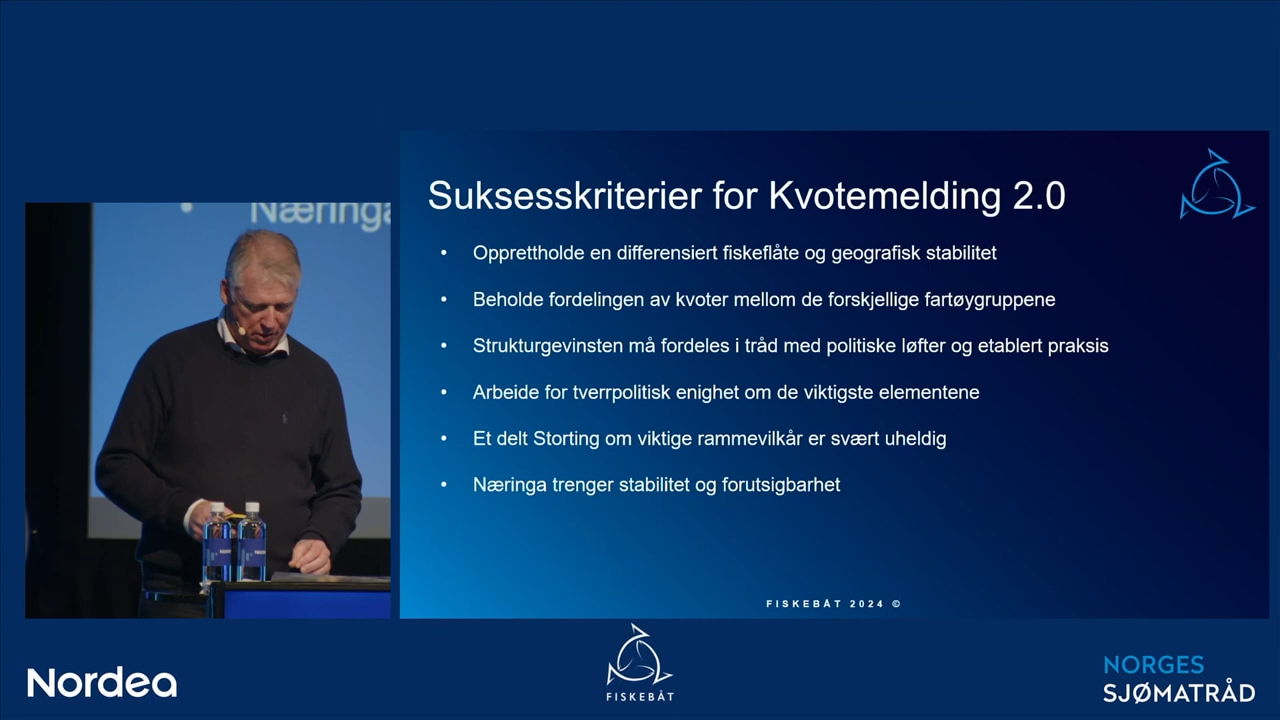 Næringa
Suksesskriterier for Kvotemelding 2.0
• Opprettholde en differensiert fiskeflåte og geografisk stabilitet
• Beholde fordelingen av kvoter mellom de forskjellige fartøygruppene
• Strukturgevinsten må fordeles i tråd med politiske løfter og etablert praksis
• Arbeide for tverrpolitisk enighet om de viktigste elementene
• Et delt Storting om viktige rammevilkår er svært uheldig
• Næringa trenger stabilitet og forutsigbarhet
FISKEBÅT 2024 ©
Nordea
FISKEBÅT
NORGES
SJØMATRÅD